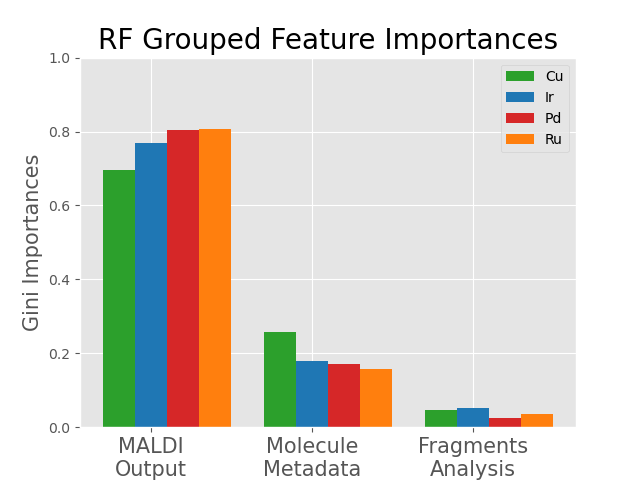 RF Grouped Feature Importances
1.0
0.8
0.6
0.4
0.2
0.0
Gini Importances
Cu
Ir
Pd
Ru
MALDI
Output
Molecule
Metadata
Fragments
Analysis